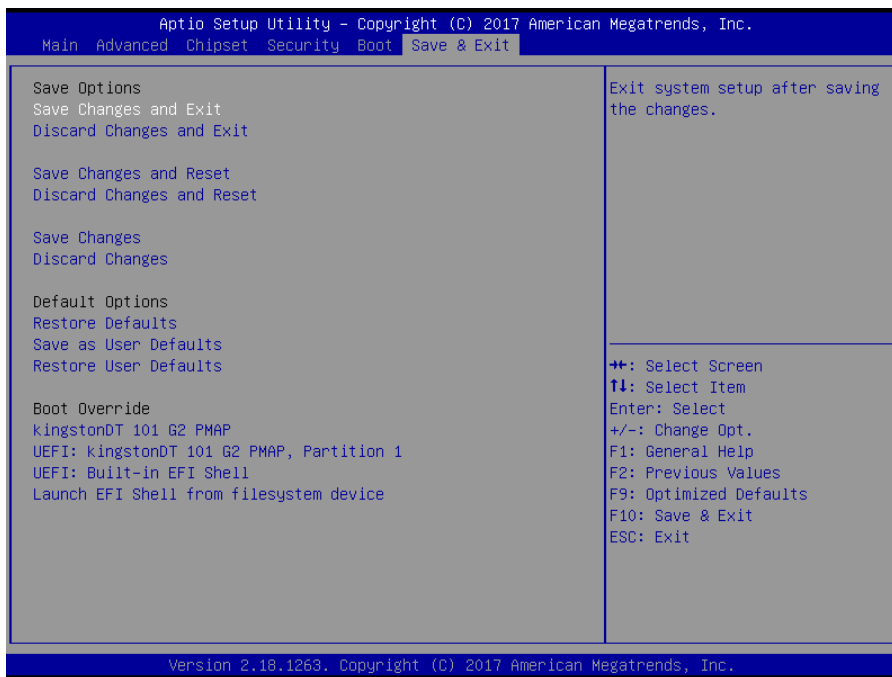 Aptio Setup Utility – Copyright (C) 2017 American Megatrends, Inc.
Main Advanced Chipset Security Boot Save & Exit
Save Options
Save Changes and Exit
Discard Changes and Exit
Save Changes and Reset
Discard Changes and Reset
Save Changes
Discard Changes
Default Options
Restore Defaults
Save as User Defaults
Restore User Defaults
Boot Override
kingstonDT 101 G2 PMAP
UEFI: kingstonDT 101 G2 PMAP, Partition 1
UEFI: Built-in EFI Shell
Launch EFI Shell from filesystem device
Exit system setup after saving
the changes.
→←: Select Screen
↑↓: Select Item
Enter: Select
+/-: Change Opt.
F1: General Help
F2: Previous Values
F9: Optimized Defaults
F10: Save & Exit
ESC: Exit
Version 2.18.1263. Copyright (C) 2017 American Megatrends, Inc.